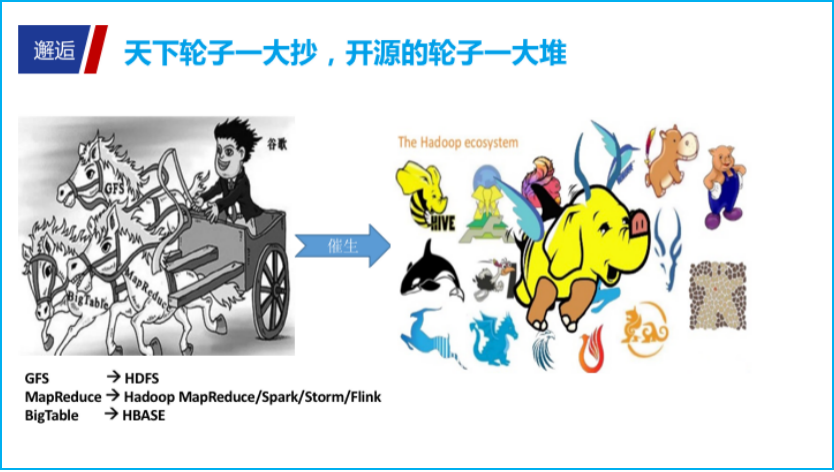 邂逅
天下轮子一大抄，开源的轮子一大堆
谷歌
GFS
BigTable
MapReduc
催生
The Hadoop ecosystem
HIVE
GFS → HDFS
MapReduce → Hadoop MapReduce/Spark/Storm/Flink
BigTable → HBASE